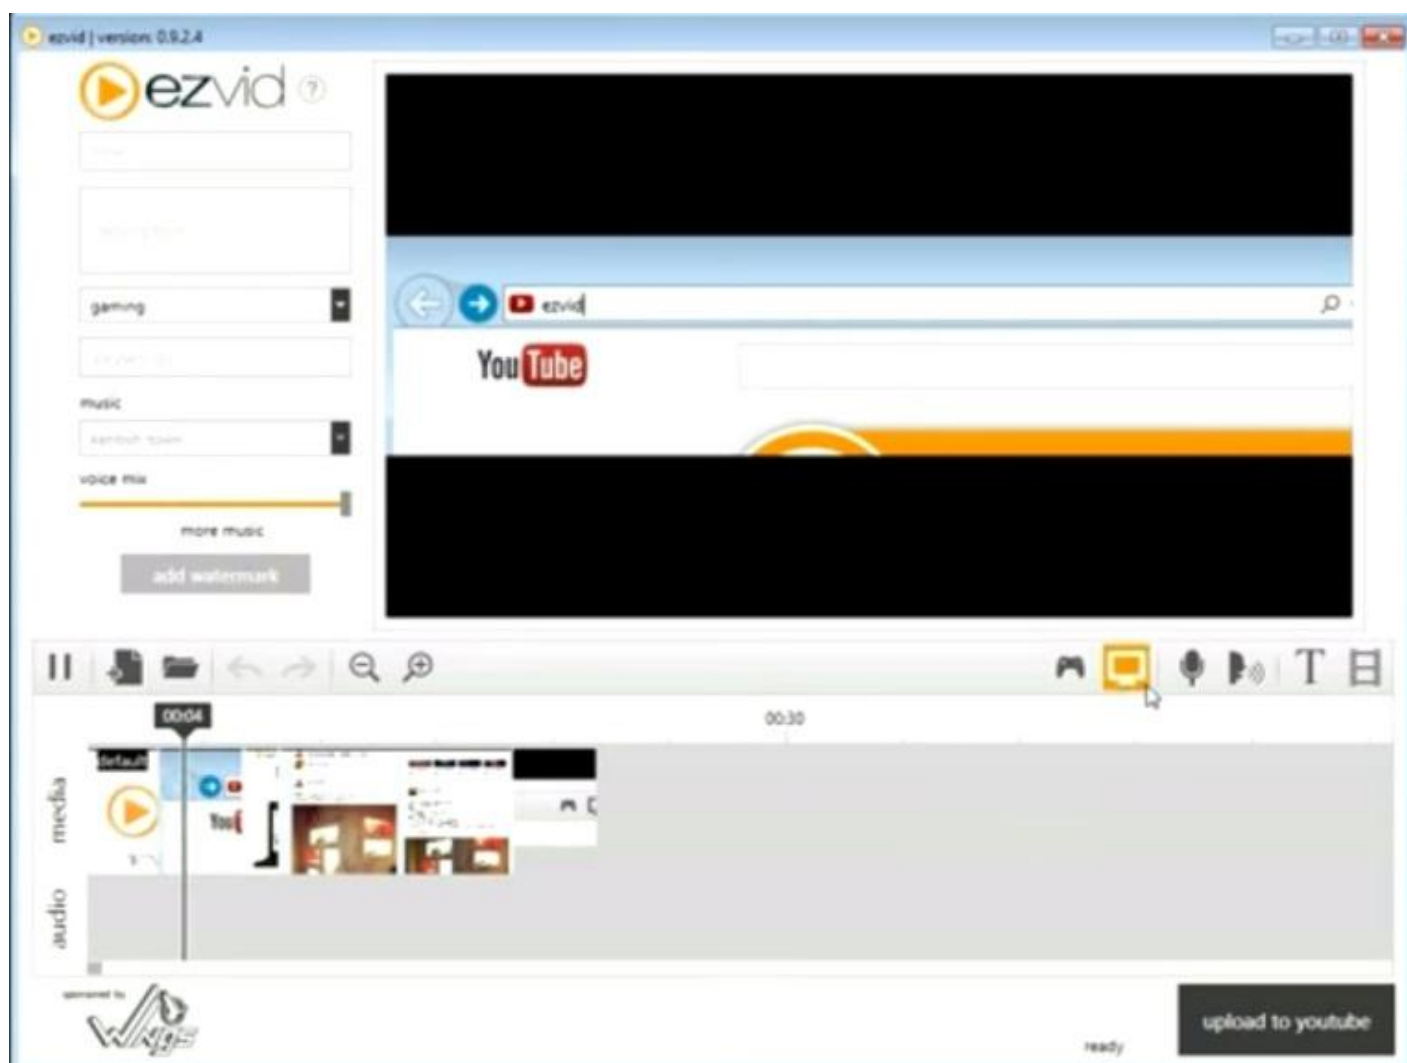 ezvid | version: 0.9.2.4
ezvid ?
gaming
music
voice mix
more music
add watermark
ezvid
YouTube
T
00:04
00:30
default
You
media
audio
sponsored by
upload to youtube
ready